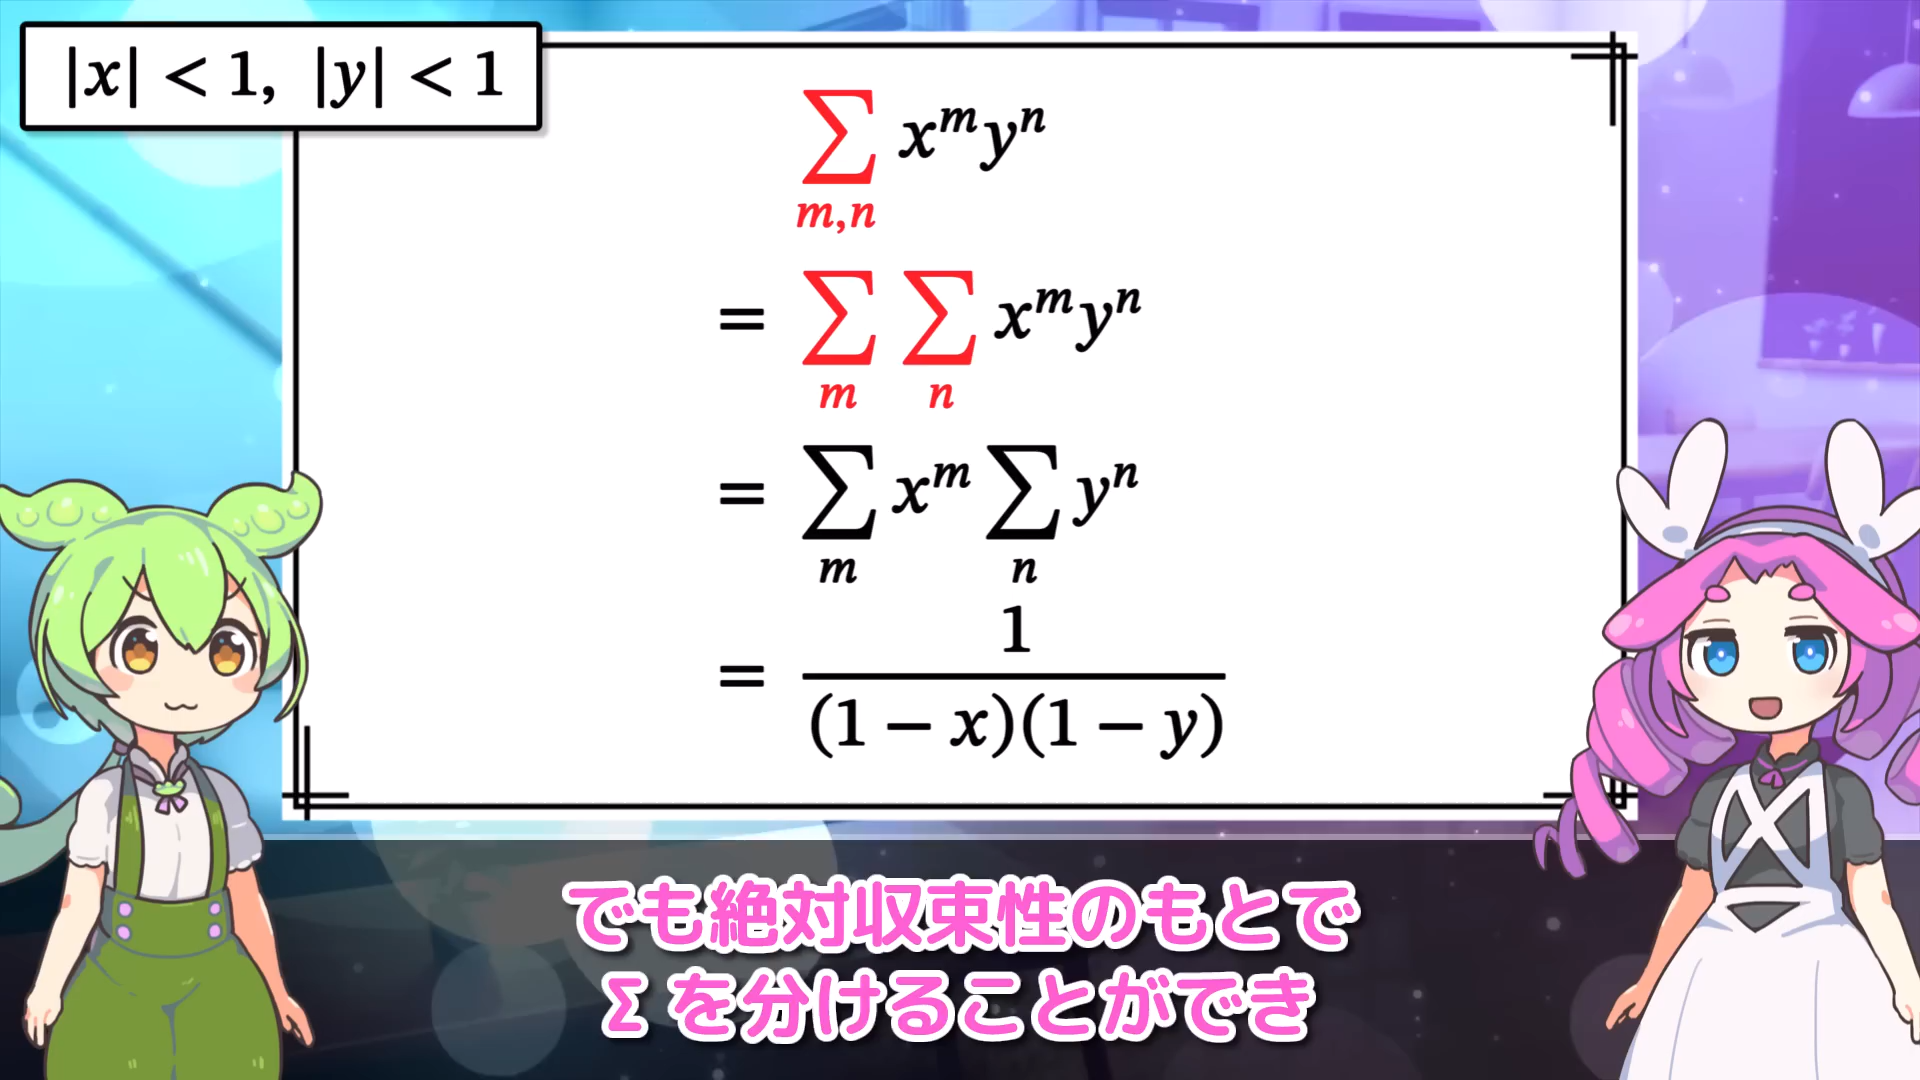 |x| < 1, |y| < 1
∑_{m,n} x^m y^n
= ∑_m ∑_n x^m y^n
= ∑_m x^m ∑_n y^n
= 1/((1 − x)(1 − y))
でも絶対収束性のもとで
Σ を分けることができ